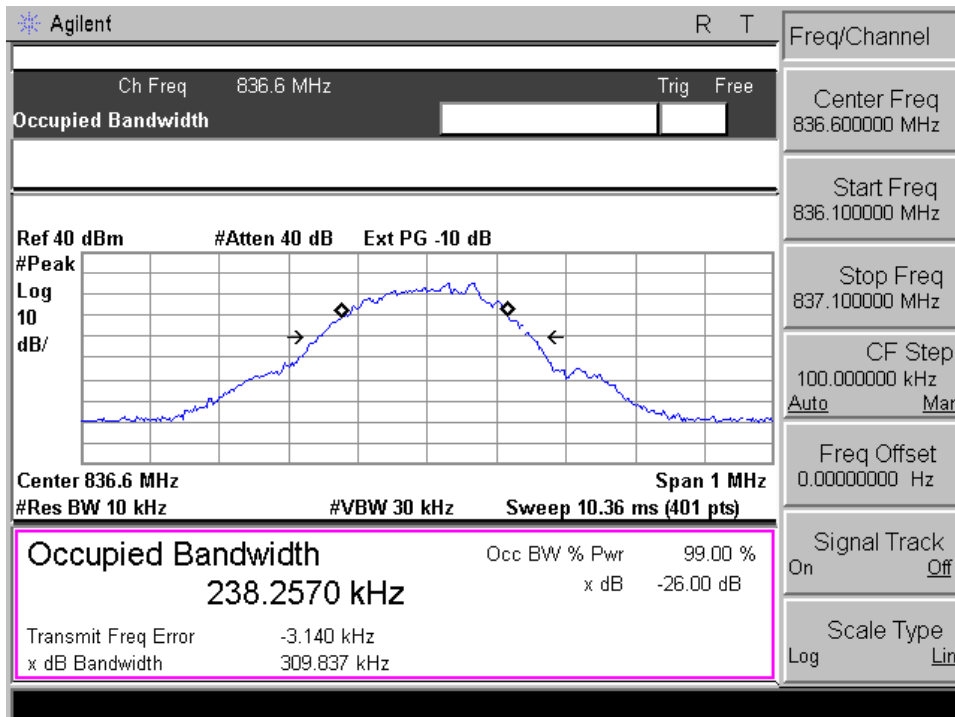 Agilent R T
Ch Freq 836.6 MHz Trig Free
Occupied Bandwidth
Ref 40 dBm #Atten 40 dB Ext PG -10 dB
#Peak
Log
10
dB/
Center 836.6 MHz Span 1 MHz
#Res BW 10 kHz #VBW 30 kHz Sweep 10.36 ms (401 pts)
Occupied Bandwidth
238.2570 kHz
Occ BW % Pwr 99.00 %
x dB -26.00 dB
Transmit Freq Error -3.140 kHz
x dB Bandwidth 309.837 kHz
Freq/Channel
Center Freq
836.600000 MHz
Start Freq
836.100000 MHz
Stop Freq
837.100000 MHz
CF Step
100.000000 kHz
Auto Man
Freq Offset
0.00000000 Hz
Signal Track
On Off
Scale Type
Log Lin